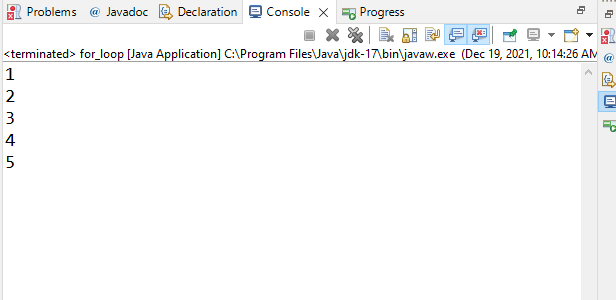 Problems @ Javadoc Declaration Console Progress
<terminated> for_loop [Java Application] C:\Program Files\Java\jdk-17\bin\javaw.exe (Dec 19, 2021, 10:14:26 AM
1
2
3
4
5